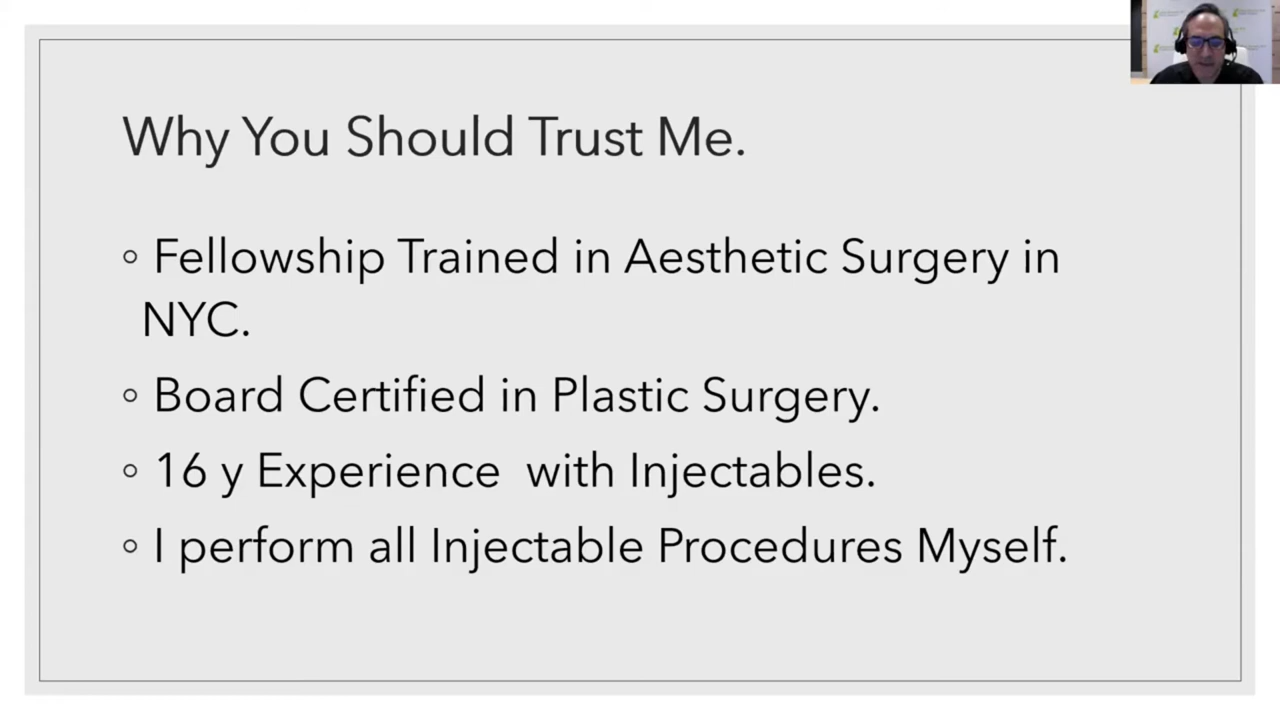 Why You Should Trust Me.
◦ Fellowship Trained in Aesthetic Surgery in
NYC.
◦ Board Certified in Plastic Surgery.
◦ 16 y Experience  with Injectables.
◦ I perform all Injectable Procedures Myself.